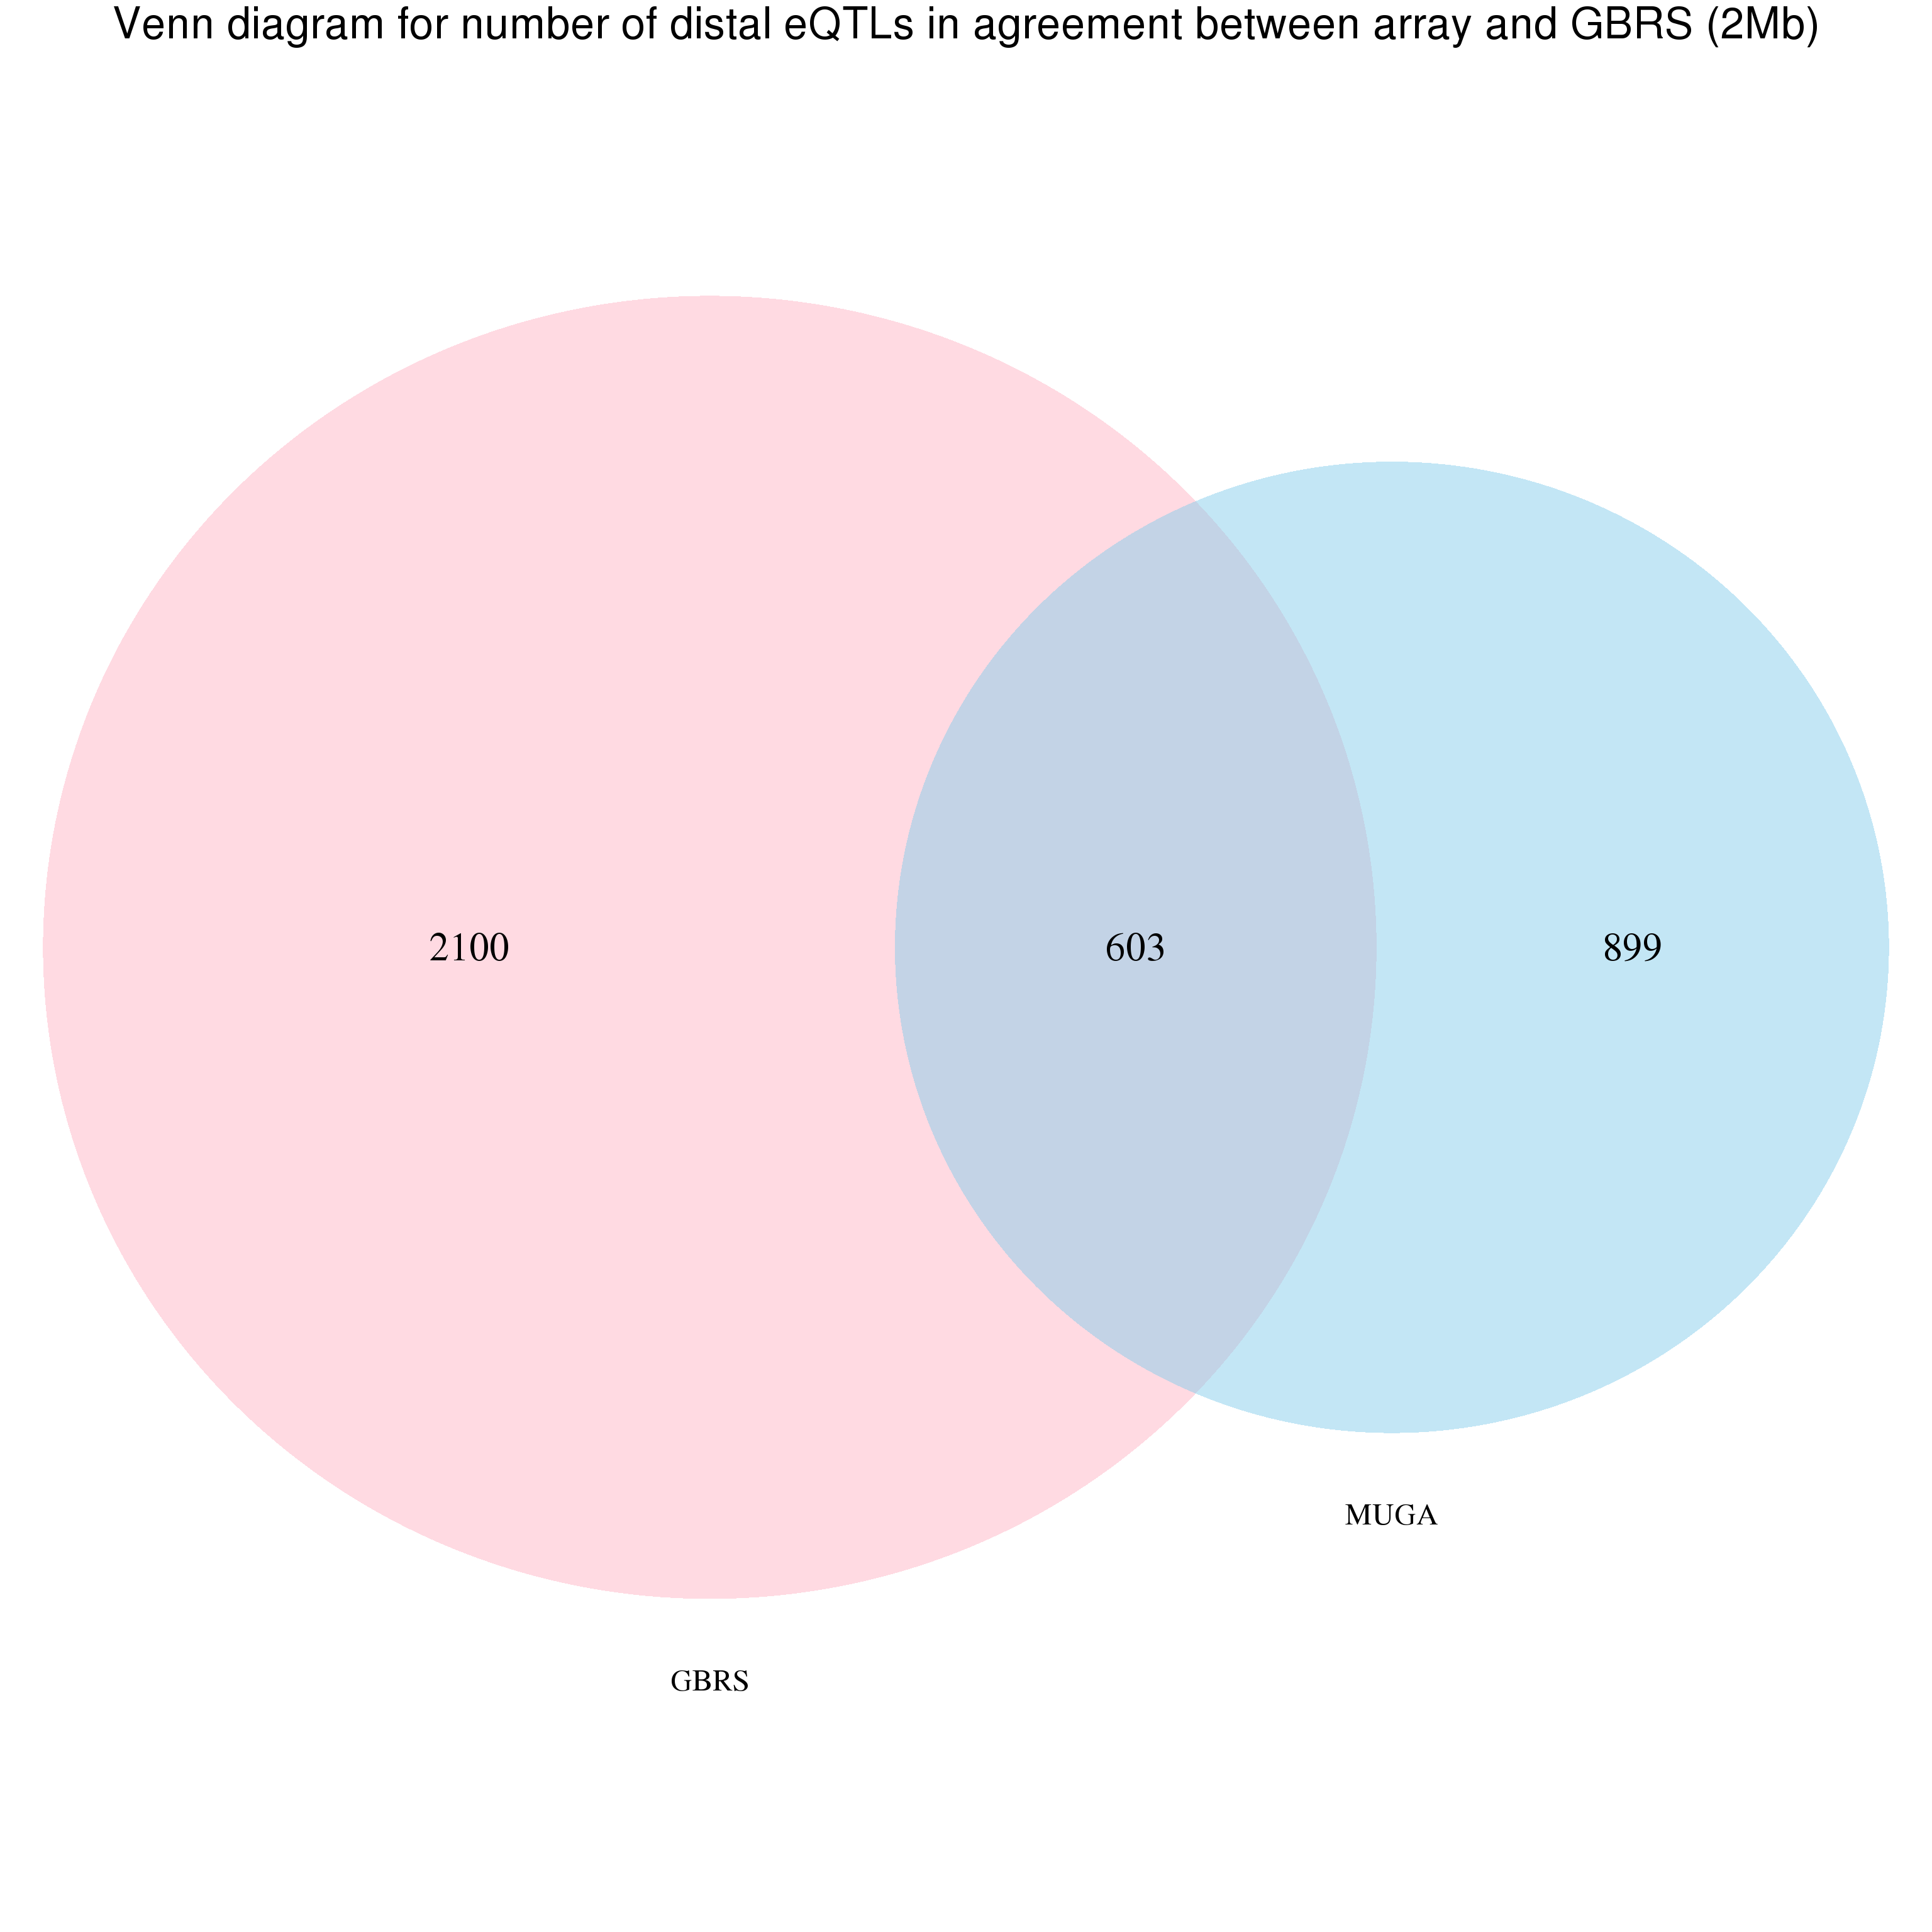 Venn diagram for number of distal eQTLs in agreement between array and GBRS (2Mb)
2100 603 899
MUGA
GBRS